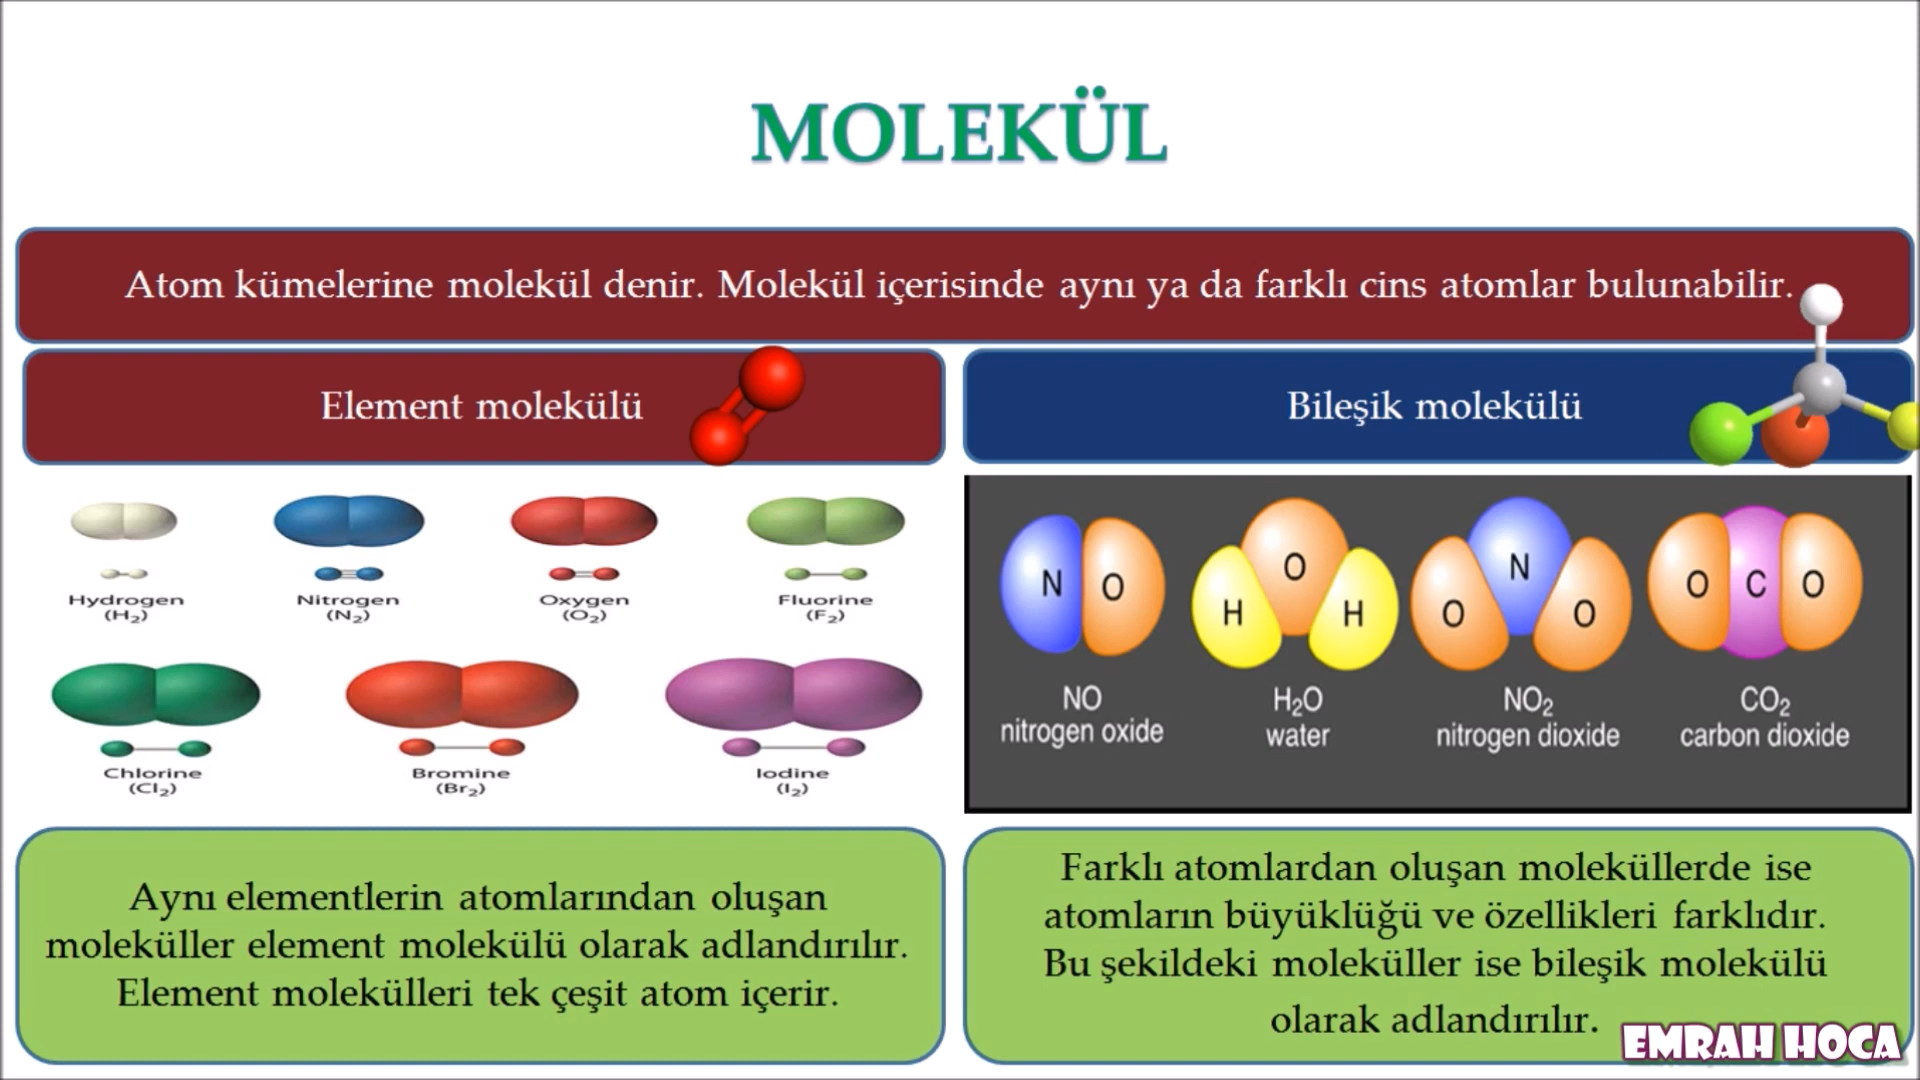 MOLEKÜL
Atom kümelerine molekül denir. Molekül içerisinde aynı ya da farklı cins atomlar bulunabilir.
Element molekülü
Bileşik molekülü
Hydrogen
(H₂)
Nitrogen
(N₂)
Oxygen
(O₂)
Fluorine
(F₂)
Chlorine
(Cl₂)
Bromine
(Br₂)
Iodine
(I₂)
N O
H O H
O N O
O C O
NO
nitrogen oxide
H₂O
water
NO₂
nitrogen dioxide
CO₂
carbon dioxide
Aynı elementlerin atomlarından oluşan
moleküller element molekülü olarak adlandırılır.
Element molekülleri tek çeşit atom içerir.
Farklı atomlardan oluşan moleküllerde ise
atomların büyüklüğü ve özellikleri farklıdır.
Bu şekildeki moleküller ise bileşik molekülü
olarak adlandırılır.
EMRAH HOCA